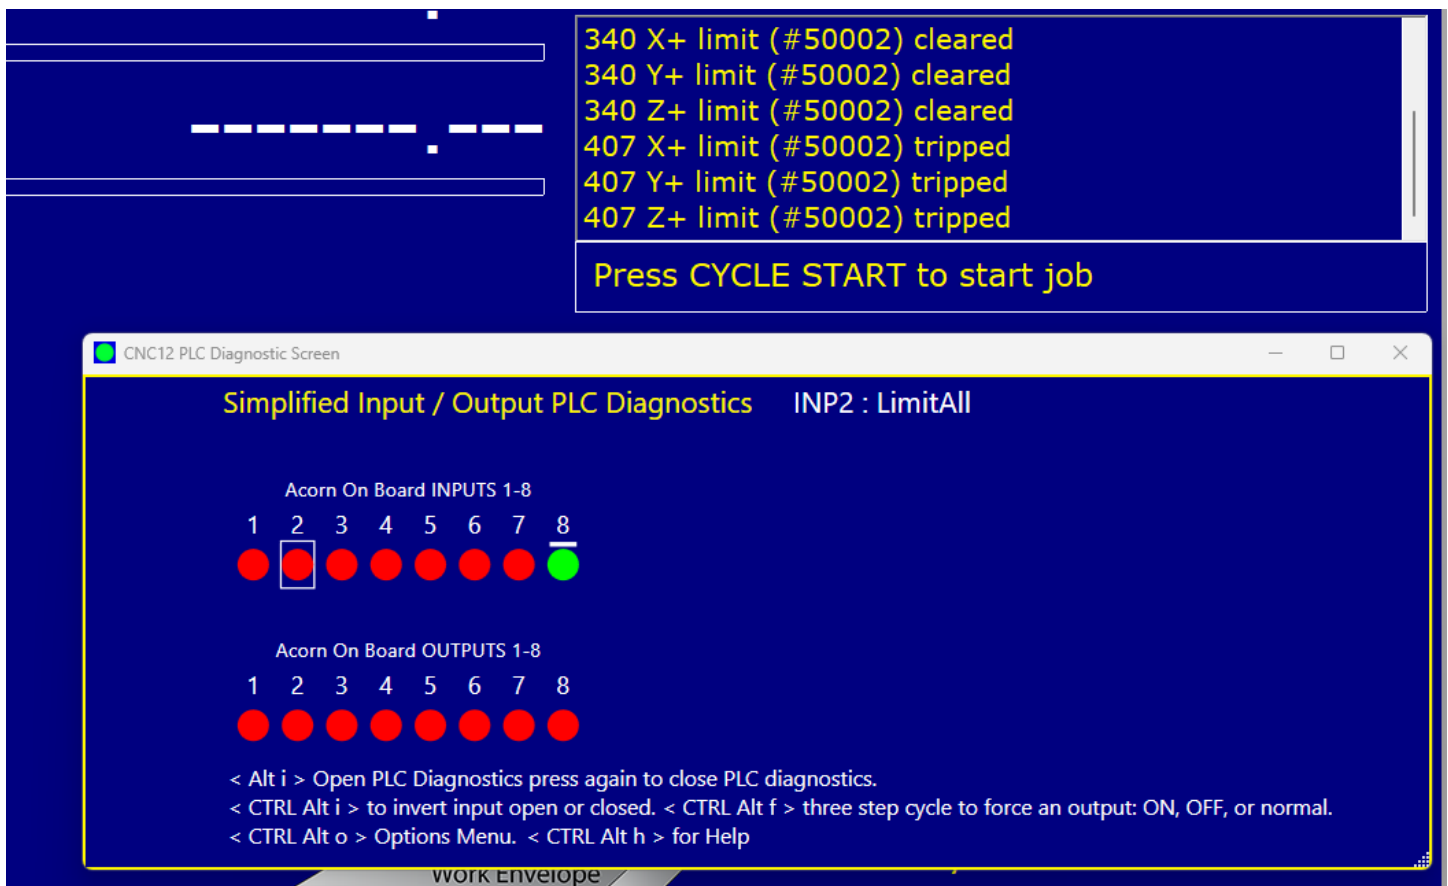 340 X+ limit (#50002) cleared
340 Y+ limit (#50002) cleared
340 Z+ limit (#50002) cleared
407 X+ limit (#50002) tripped
407 Y+ limit (#50002) tripped
407 Z+ limit (#50002) tripped
Press CYCLE START to start job
CNC12 PLC Diagnostic Screen
Simplified Input / Output PLC Diagnostics INP2 : LimitAll
Acorn On Board INPUTS 1-8
1 2 3 4 5 6 7 8
Acorn On Board OUTPUTS 1-8
1 2 3 4 5 6 7 8
< Alt i > Open PLC Diagnostics press again to close PLC diagnostics.
< CTRL Alt i > to invert input open or closed. < CTRL Alt f > three step cycle to force an output: ON, OFF, or normal.
< CTRL Alt o > Options Menu. < CTRL Alt h > for Help
Work Envelope